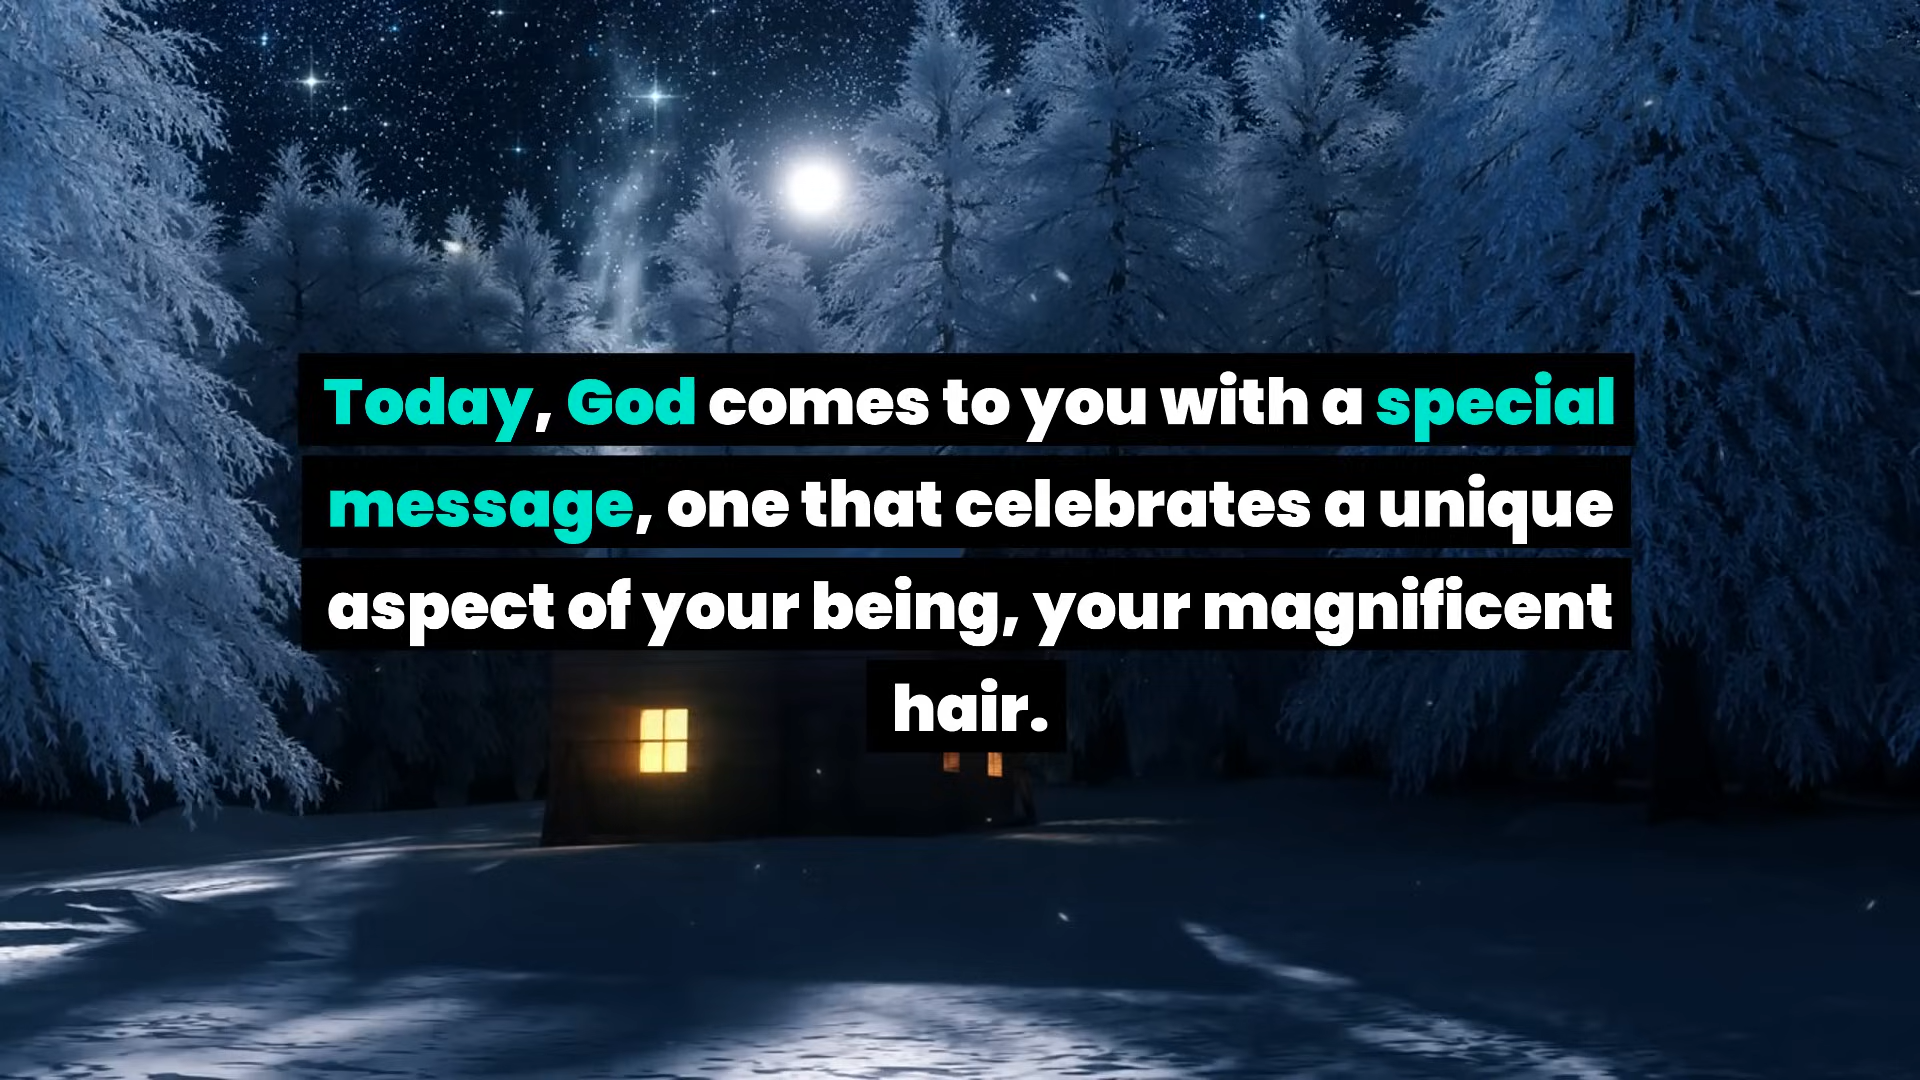 Today, God comes to you with a special
message, one that celebrates a unique
aspect of your being, your magnificent
hair.